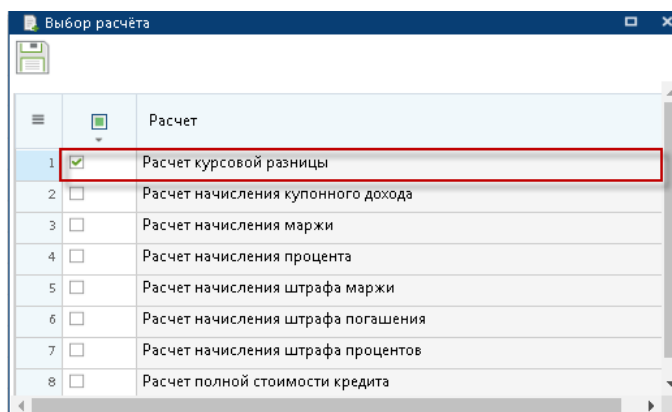 Выбор расчёта
Расчет
1 Расчет курсовой разницы
2 Расчет начисления купонного дохода
3 Расчет начисления маржи
4 Расчет начисления процента
5 Расчет начисления штрафа маржи
6 Расчет начисления штрафа погашения
7 Расчет начисления штрафа процентов
8 Расчет полной стоимости кредита